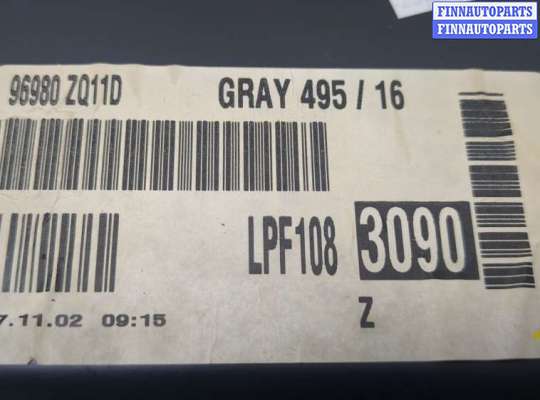 FINNAUTOPARTS
FINNAUTOPARTS
96980 ZQ11D GRAY 495 / 16
LPF108 3090
7.11.02 09:15 Z